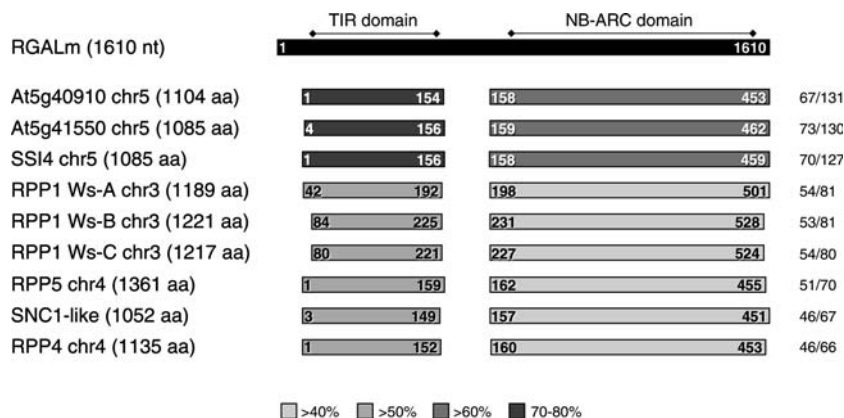 TIR domain NB-ARC domain
RGALm (1610 nt) 1 1610
At5g40910 chr5 (1104 aa) 1 154 158 453 67/131
At5g41550 chr5 (1085 aa) 4 156 159 462 73/130
SSI4 chr5 (1085 aa) 1 156 158 459 70/127
RPP1 Ws-A chr3 (1189 aa) 42 192 198 501 54/81
RPP1 Ws-B chr3 (1221 aa) 84 225 231 528 53/81
RPP1 Ws-C chr3 (1217 aa) 80 221 227 524 54/80
RPP5 chr4 (1361 aa) 1 159 162 455 51/70
SNC1-like (1052 aa) 3 149 157 451 46/67
RPP4 chr4 (1135 aa) 1 152 160 453 46/66
>40% >50% >60% 70-80%